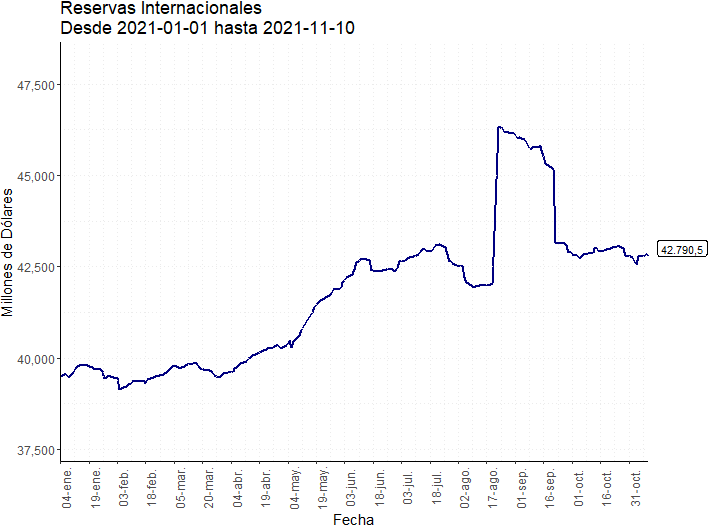 Reservas Internacionales
Desde 2021-01-01 hasta 2021-11-10
47,500
45,000
42,500
40,000
37,500
Millones de Dólares
42.790,5
04-ene.
19-ene.
03-feb.
18-feb.
05-mar.
20-mar.
04-abr.
19-abr.
04-may.
19-may.
03-jun.
18-jun.
03-jul.
18-jul.
02-ago.
17-ago.
01-sep.
16-sep.
01-oct.
16-oct.
31-oct.
Fecha